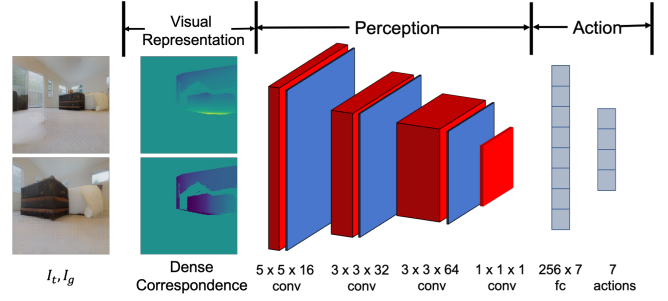 Visual
Representation
Perception
Action
I_t, I_g
Dense
Correspondence
5 x 5 x 16
conv
3 x 3 x 32
conv
3 x 3 x 64
conv
1 x 1 x 1
conv
256 x 7
fc
7
actions